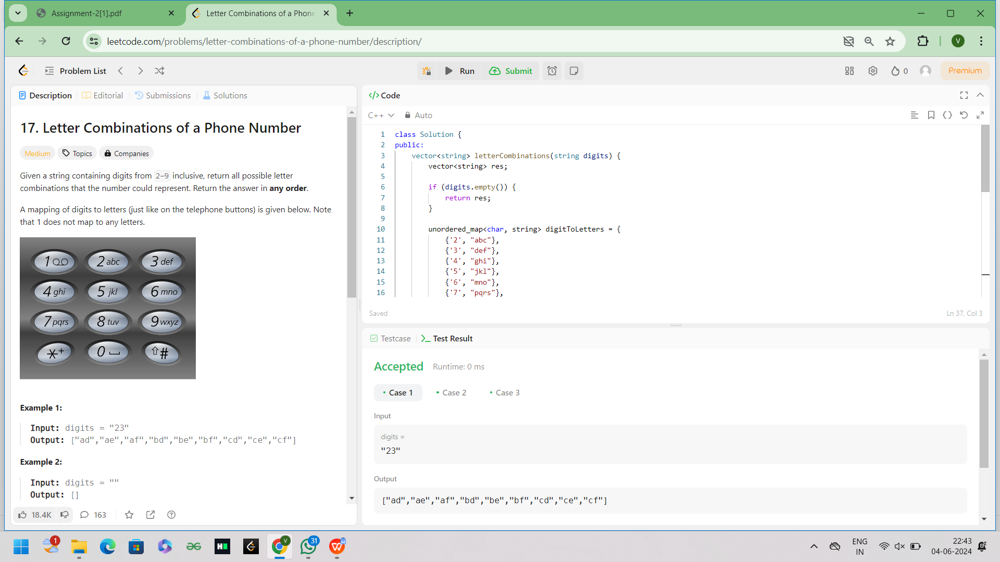 Assignment-2[1].pdf
Letter Combinations of a Phone
leetcode.com/problems/letter-combinations-of-a-phone-number/description/
V
Problem List
Run
Submit
0
Premium
Description
Editorial
Submissions
Solutions
17. Letter Combinations of a Phone Number
Medium
Topics
Companies
Given a string containing digits from 2-9 inclusive, return all possible letter
combinations that the number could represent. Return the answer in any order.
A mapping of digits to letters (just like on the telephone buttons) is given below. Note
that 1 does not map to any letters.
1 2 abc 3 def
4 ghi 5 jkl 6 mno
7 pqrs 8 tuv 9 wxyz
*+ 0 #
Example 1:
Input: digits = "23"
Output: ["ad","ae","af","bd","be","bf","cd","ce","cf"]
Example 2:
Input: digits = ""
Output: []
18.4K
163
</> Code
C++
Auto
1 class Solution {
2 public:
3 vector<string> letterCombinations(string digits) {
4 vector<string> res;
5
6 if (digits.empty()) {
7 return res;
8 }
9
10 unordered_map<char, string> digitToLetters = {
11 {'2', "abc"},
12 {'3', "def"},
13 {'4', "ghi"},
14 {'5', "jkl"},
15 {'6', "mno"},
16 {'7', "pqrs"},
Saved
Ln 37, Col 3
Testcase
Test Result
Accepted
Runtime: 0 ms
Case 1
Case 2
Case 3
Input
digits =
"23"
Output
["ad","ae","af","bd","be","bf","cd","ce","cf"]
1
V
31
ENG
IN
22:43
04-06-2024